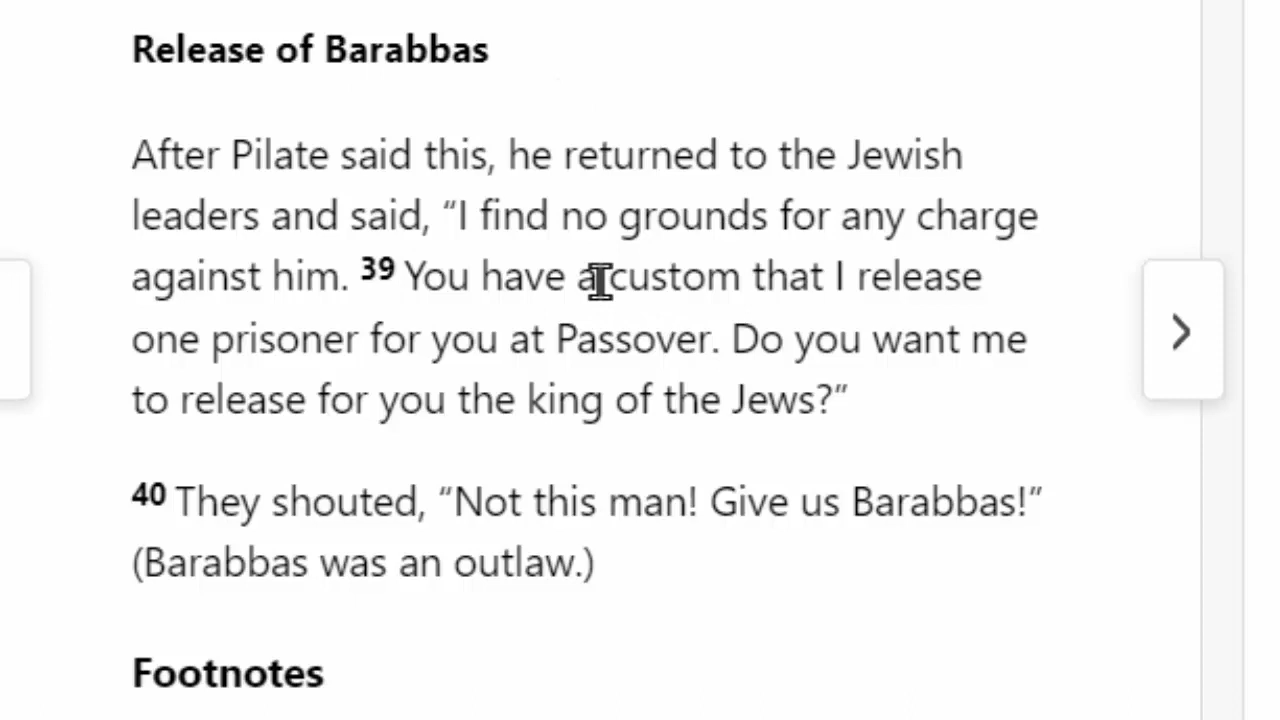 Release of Barabbas
After Pilate said this, he returned to the Jewish
leaders and said, “I find no grounds for any charge
against him. 39 You have a custom that I release
one prisoner for you at Passover. Do you want me
to release for you the king of the Jews?”
40 They shouted, “Not this man! Give us Barabbas!”
(Barabbas was an outlaw.)
Footnotes